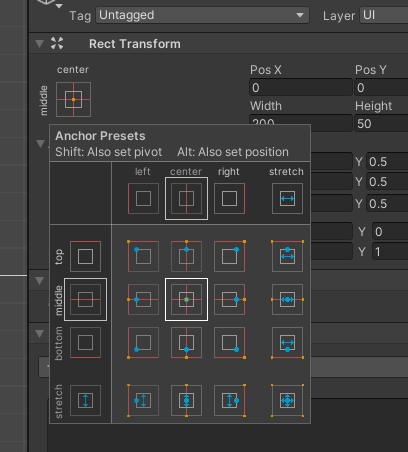 Tag Untagged Layer UI
Rect Transform
center
middle
Pos X Pos Y
0 0
Width Height
200 50
Anchor Presets
Shift: Also set pivot Alt: Also set position
left center right stretch
top
middle
bottom
stretch
Y 0.5
Y 0.5
Y 0.5
Y 0
Y 1